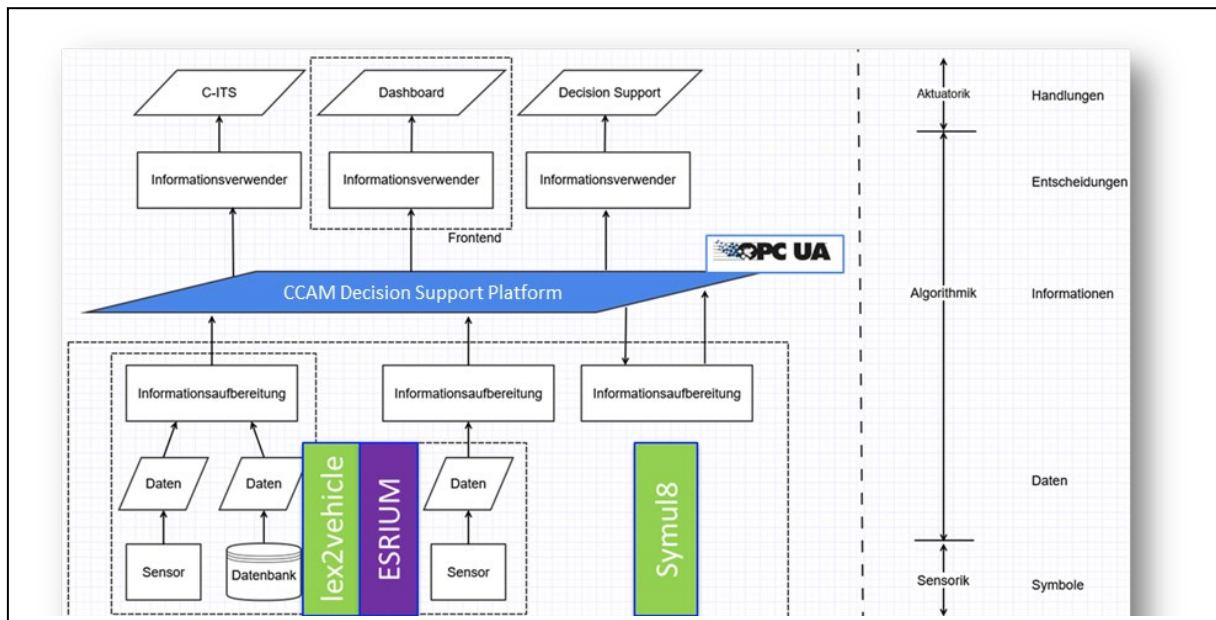 C-ITS
Dashboard
Decision Support
Aktuatorik
Handlungen
Informationsverwender
Informationsverwender
Informationsverwender
Entscheidungen
Frontend
OPC UA
CCAM Decision Support Platform
Algorithmik
Informationen
Informationsaufbereitung
Informationsaufbereitung
Informationsaufbereitung
Daten
Daten
lex2vehicle
ESRIUM
Daten
Symul8
Daten
Sensor
Datenbank
Sensor
Sensorik
Symbole